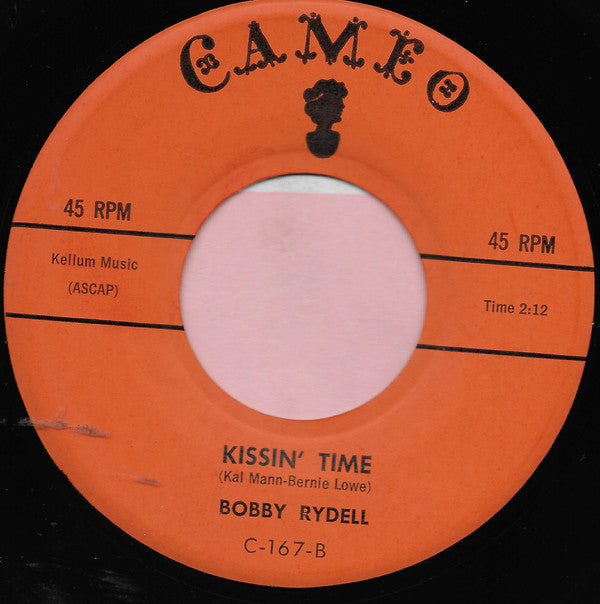 CAMEO
45 RPM
45 RPM
Kellum Music
(ASCAP)
Time 2:12
KISSIN' TIME
(Kal Mann-Bernie Lowe)
BOBBY RYDELL
C-167-B